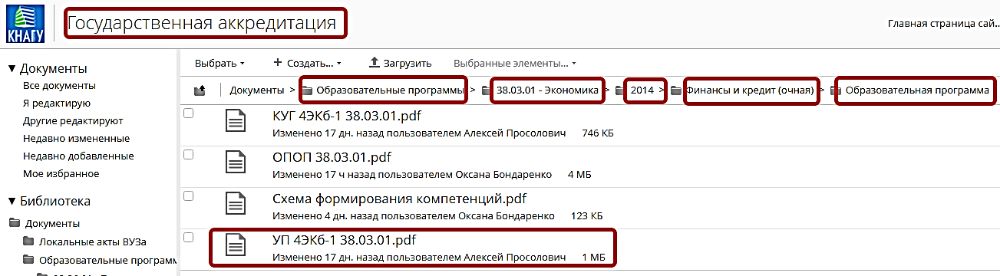 КНАГУ
Государственная аккредитация
Главная страница сай...
Выбрать
Создать...
Загрузить
Выбранные элементы...
Документы > Образовательные программы > 38.03.01 - Экономика > 2014 > Финансы и кредит (очная) > Образовательная программа
Документы
Все документы
Я редактирую
Другие редактируют
Недавно измененные
Недавно добавленные
Мое избранное
Библиотека
Документы
Локальные акты ВУЗа
Образовательные програм
КУГ 4ЭКб-1 38.03.01.pdf
Изменено 17 дн. назад пользователем Алексей Просолович 746 КБ
ОПОП 38.03.01.pdf
Изменено 17 ч назад пользователем Оксана Бондаренко 4 МБ
Схема формирования компетенций.pdf
Изменено 4 дн. назад пользователем Оксана Бондаренко 123 КБ
УП 4ЭКб-1 38.03.01.pdf
Изменено 17 дн. назад пользователем Алексей Просолович 1 МБ